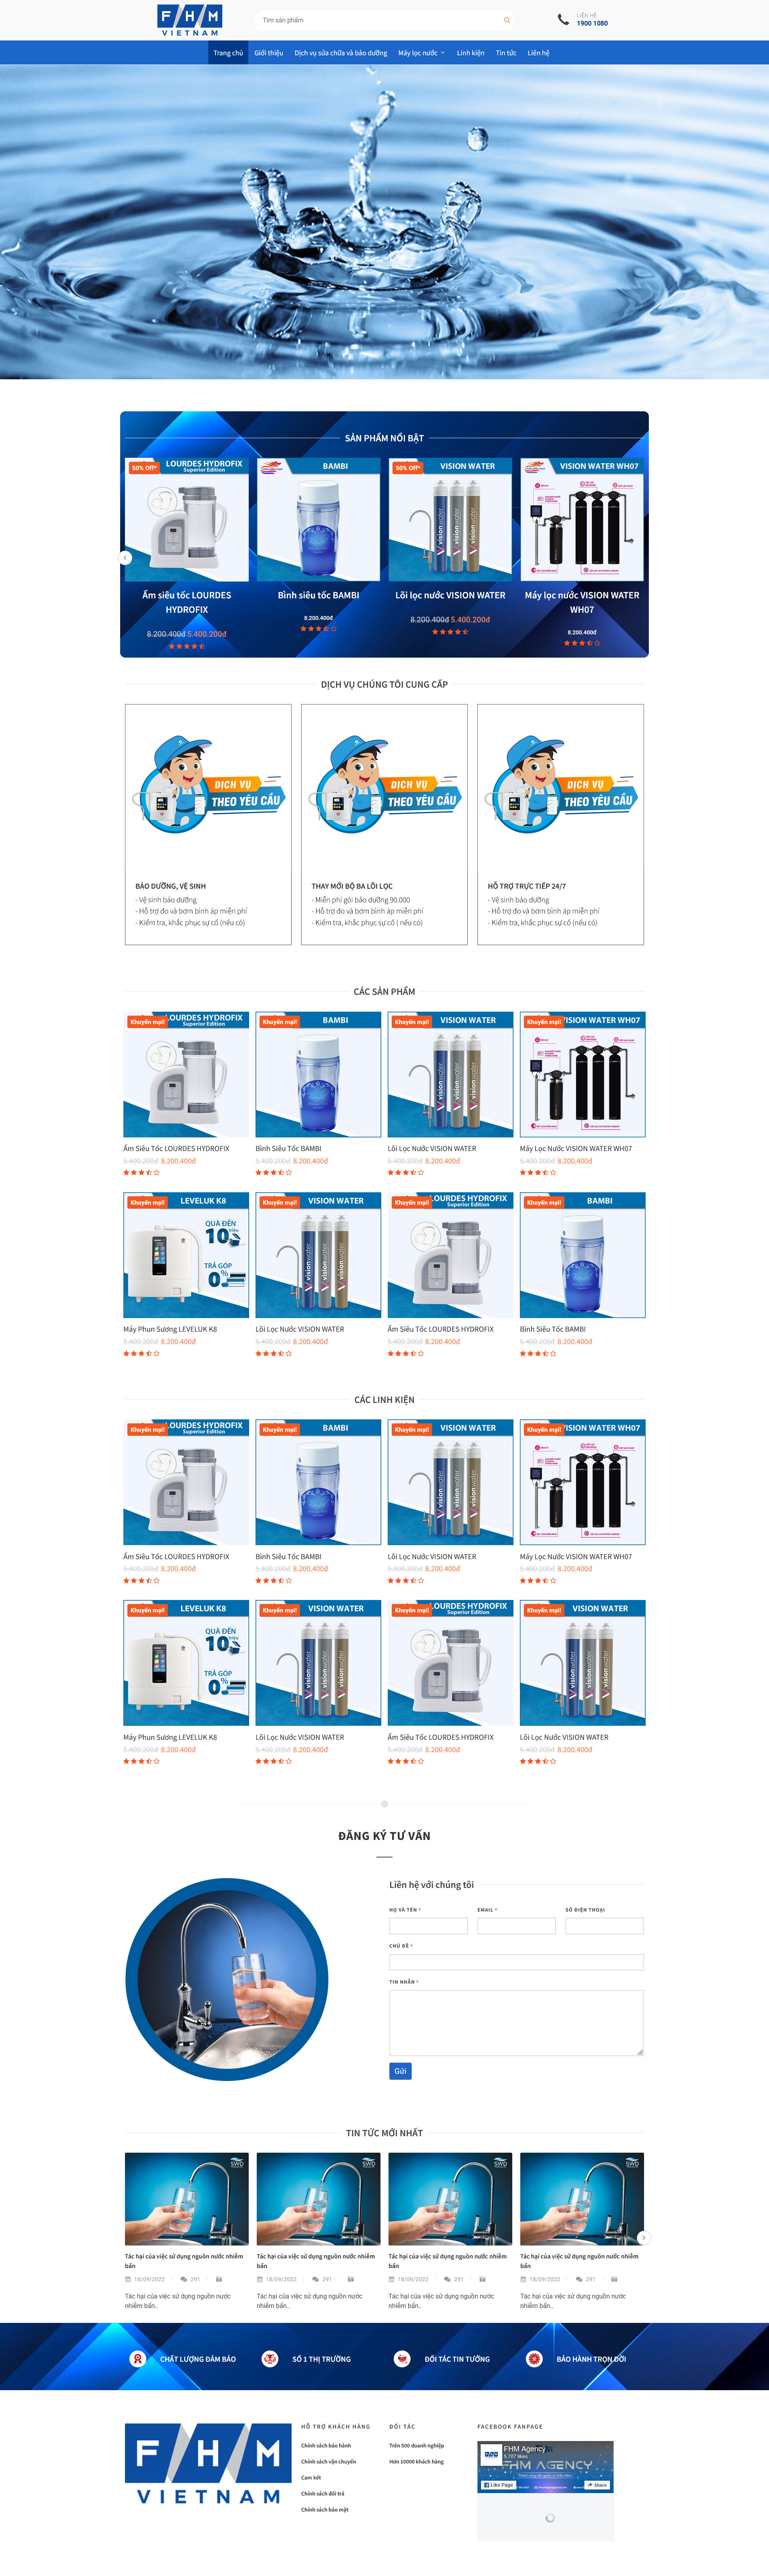 FHM
VIETNAM
Tìm sản phẩm
LIÊN HỆ
1900 1080
Trang chủ
Giới thiệu
Dịch vụ sửa chữa và bảo dưỡng
Máy lọc nước
Linh kiện
Tin tức
Liên hệ
SẢN PHẨM NỔI BẬT
50% Off*
LOURDES HYDROFIX
Superior Edition
BAMBI
50% Off*
VISION WATER
VISION WATER WH07
visionwater
visionwater
visionwater
Ấm siêu tốc LOURDES
HYDROFIX
8.200.400đ 5.400.200đ
Bình siêu tốc BAMBI
8.200.400đ
Lõi lọc nước VISION WATER
8.200.400đ 5.400.200đ
Máy lọc nước VISION WATER
WH07
8.200.400đ
DỊCH VỤ CHÚNG TÔI CUNG CẤP
DỊCH VỤ
THEO YÊU CẦU
DỊCH VỤ
THEO YÊU CẦU
DỊCH VỤ
THEO YÊU CẦU
BẢO DƯỠNG, VỆ SINH
- Vệ sinh bảo dưỡng
- Hỗ trợ đo và bơm bình áp miễn phí
- Kiểm tra, khắc phục sự cố (nếu có)
THAY MỚI BỘ BA LÕI LỌC
- Miễn phí gói bảo dưỡng 90.000
- Hỗ trợ đo và bơm bình áp miễn phí
- Kiểm tra, khắc phục sự cố ( nếu có)
HỖ TRỢ TRỰC TIẾP 24/7
- Vệ sinh bảo dưỡng
- Hỗ trợ đo và bơm bình áp miễn phí
- Kiểm tra, khắc phục sự cố (nếu có)
CÁC SẢN PHẨM
Khuyến mại!
LOURDES HYDROFIX
Superior Edition
Khuyến mại!
BAMBI
Khuyến mại!
VISION WATER
Khuyến mại!
VISION WATER WH07
visionwater
visionwater
visionwater
Ấm Siêu Tốc LOURDES HYDROFIX
5.400.200đ 8.200.400đ
Bình Siêu Tốc BAMBI
5.400.200đ 8.200.400đ
Lõi Lọc Nước VISION WATER
5.400.200đ 8.200.400đ
Máy Lọc Nước VISION WATER WH07
5.400.200đ 8.200.400đ
Khuyến mại!
LEVELUK K8
QUÀ ĐẾN
10 triệu
TRẢ GÓP
0%
Khuyến mại!
VISION WATER
visionwater
visionwater
visionwater
Khuyến mại!
LOURDES HYDROFIX
Superior Edition
Khuyến mại!
BAMBI
Máy Phun Sương LEVELUK K8
5.400.200đ 8.200.400đ
Lõi Lọc Nước VISION WATER
5.400.200đ 8.200.400đ
Ấm Siêu Tốc LOURDES HYDROFIX
5.400.200đ 8.200.400đ
Bình Siêu Tốc BAMBI
5.400.200đ 8.200.400đ
CÁC LINH KIỆN
Khuyến mại!
LOURDES HYDROFIX
Superior Edition
Khuyến mại!
BAMBI
Khuyến mại!
VISION WATER
Khuyến mại!
VISION WATER WH07
visionwater
visionwater
visionwater
Ấm Siêu Tốc LOURDES HYDROFIX
5.400.200đ 8.200.400đ
Bình Siêu Tốc BAMBI
5.400.200đ 8.200.400đ
Lõi Lọc Nước VISION WATER
5.400.200đ 8.200.400đ
Máy Lọc Nước VISION WATER WH07
5.400.200đ 8.200.400đ
Khuyến mại!
LEVELUK K8
QUÀ ĐẾN
10 triệu
TRẢ GÓP
0%
Khuyến mại!
VISION WATER
visionwater
visionwater
visionwater
Khuyến mại!
LOURDES HYDROFIX
Superior Edition
Khuyến mại!
VISION WATER
visionwater
visionwater
visionwater
Máy Phun Sương LEVELUK K8
5.400.200đ 8.200.400đ
Lõi Lọc Nước VISION WATER
5.400.200đ 8.200.400đ
Ấm Siêu Tốc LOURDES HYDROFIX
5.400.200đ 8.200.400đ
Lõi Lọc Nước VISION WATER
5.400.200đ 8.200.400đ
ĐĂNG KÝ TƯ VẤN
Liên hệ với chúng tôi
HỌ VÀ TÊN *
EMAIL *
SỐ ĐIỆN THOẠI
CHỦ ĐỀ *
TIN NHẮN *
Gửi
TIN TỨC MỚI NHẤT
SWD
SWD
SWD
SWD
Tác hại của việc sử dụng nguồn nước nhiễm
bẩn
18/09/2022
291
Tác hại của việc sử dụng nguồn nước
nhiễm bẩn..
Tác hại của việc sử dụng nguồn nước nhiễm
bẩn
18/09/2022
291
Tác hại của việc sử dụng nguồn nước
nhiễm bẩn..
Tác hại của việc sử dụng nguồn nước nhiễm
bẩn
18/09/2022
291
Tác hại của việc sử dụng nguồn nước
nhiễm bẩn..
Tác hại của việc sử dụng nguồn nước nhiễm
bẩn
18/09/2022
291
Tác hại của việc sử dụng nguồn nước
nhiễm bẩn..
CHẤT LƯỢNG ĐẢM BẢO
SỐ 1 THỊ TRƯỜNG
ĐỐI TÁC TIN TƯỞNG
BẢO HÀNH TRỌN ĐỜI
FHM
VIETNAM
HỖ TRỢ KHÁCH HÀNG
Chính sách bảo hành
Chính sách vận chuyển
Cam kết
Chính sách đổi trả
Chính sách bảo mật
ĐỐI TÁC
Trên 500 doanh nghiệp
Hơn 10000 khách hàng
FACEBOOK FANPAGE
FHM Agency
5,707 likes
FHM AGENCY
Like Page
Share